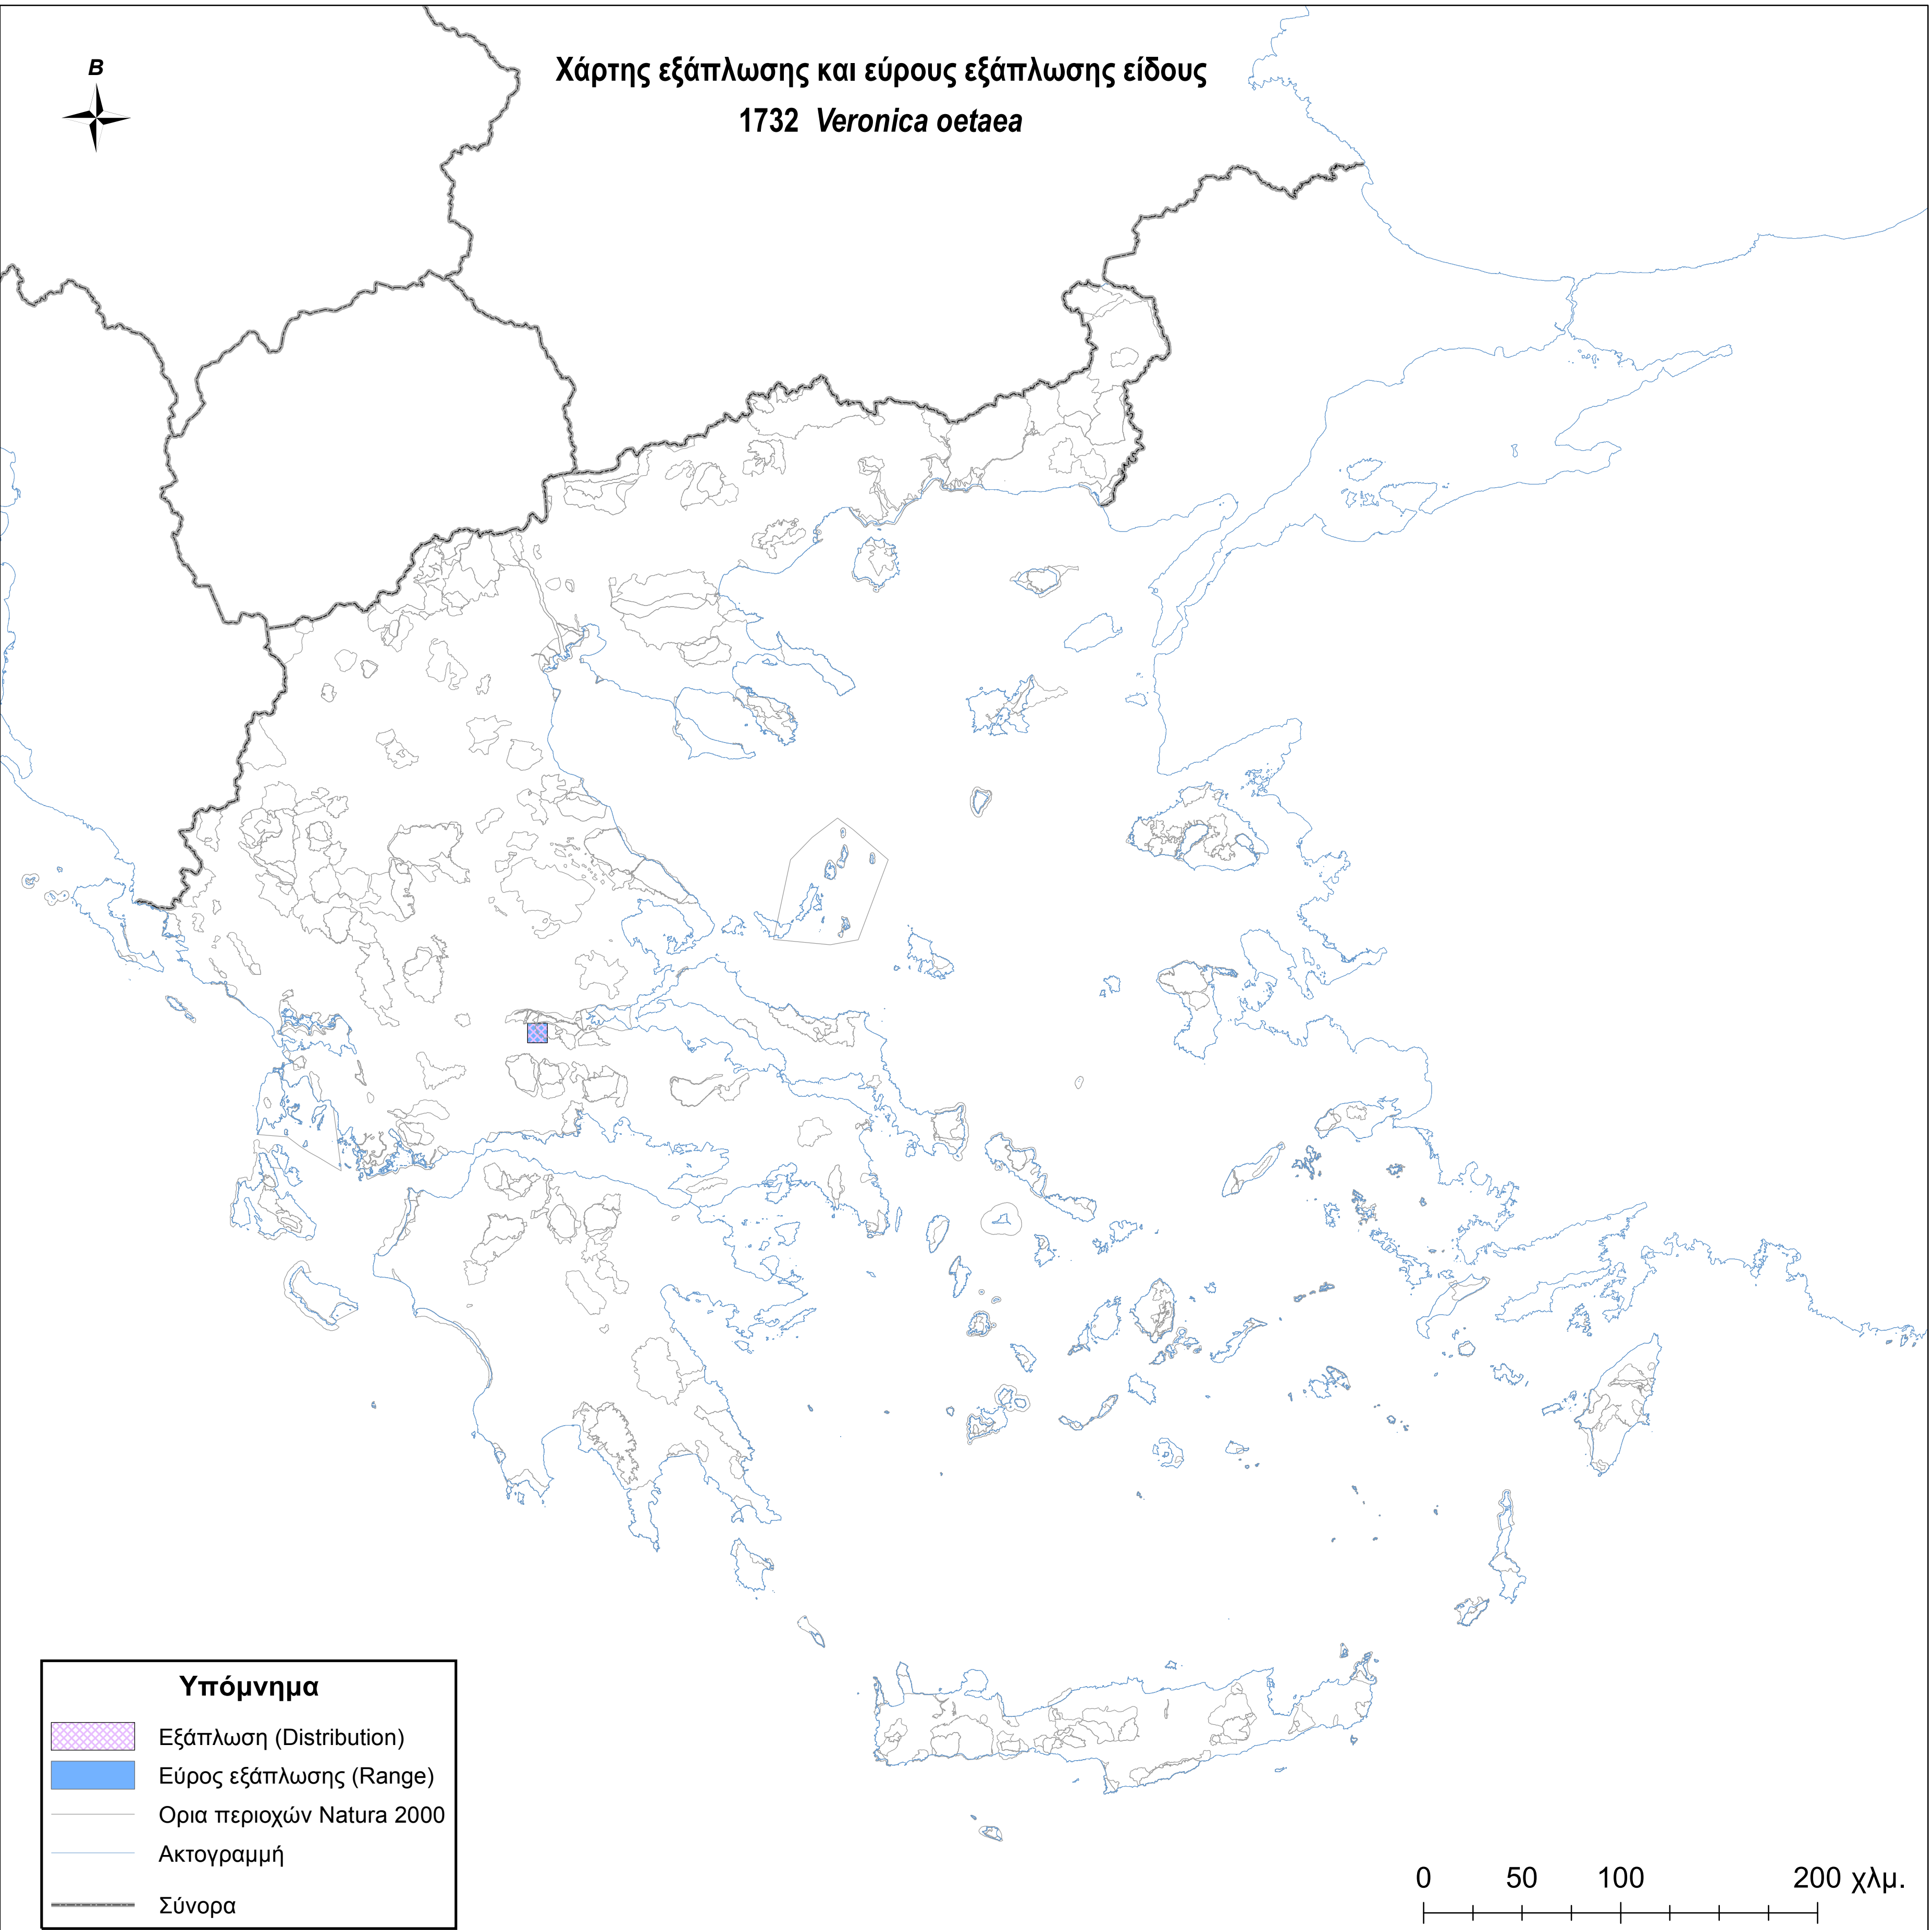 Χάρτης εξάπλωσης και εύρους εξάπλωσης είδους
1732 Veronica oetaea
Β
Υπόμνημα
Εξάπλωση (Distribution)
Εύρος εξάπλωσης (Range)
Ορια περιοχών Natura 2000
Ακτογραμμή
Σύνορα
0 50 100 200 χλμ.